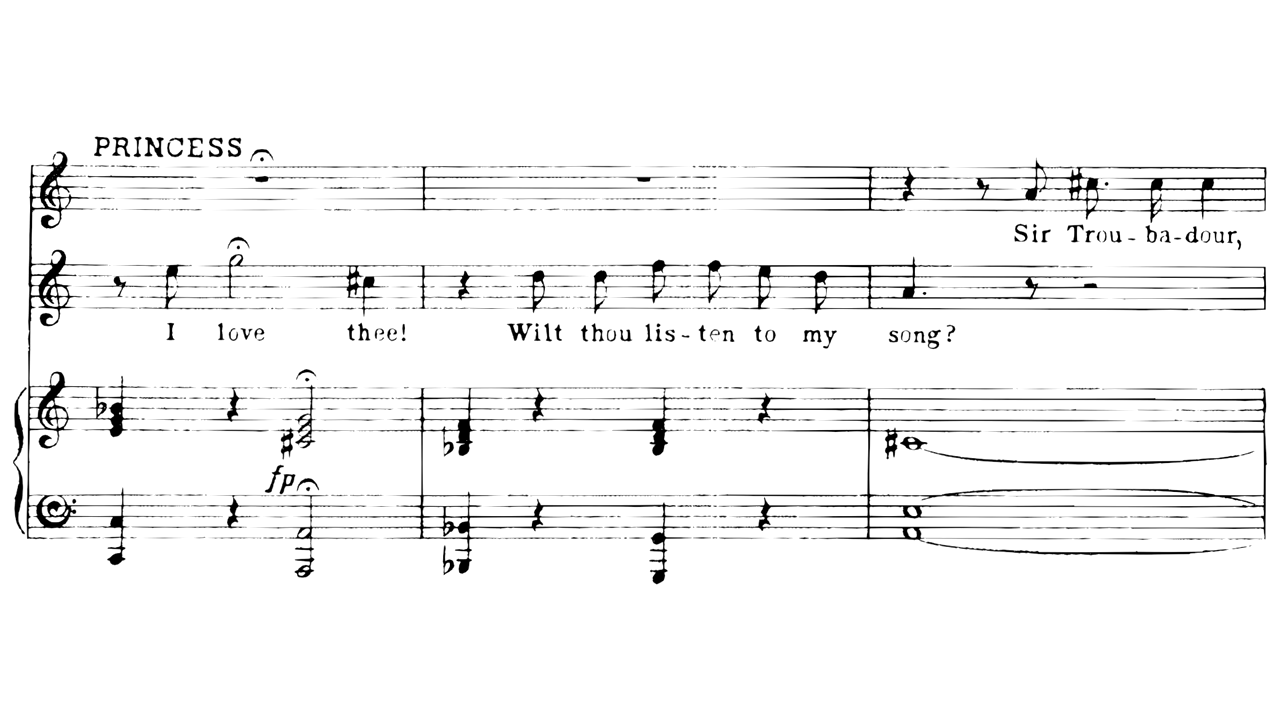 PRINCESS
Sir Trou-ba-dour,
I love thee! Wilt thou lis-ten to my song?
fp